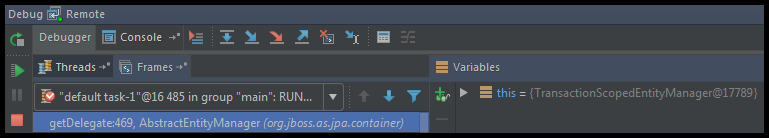 Debug Remote
Debugger Console
Threads Frames Variables
"default task-1"@16 485 in group "main": RUN...
this = {TransactionScopedEntityManager@17789}
getDelegate:469, AbstractEntityManager (org.jboss.as.jpa.container)